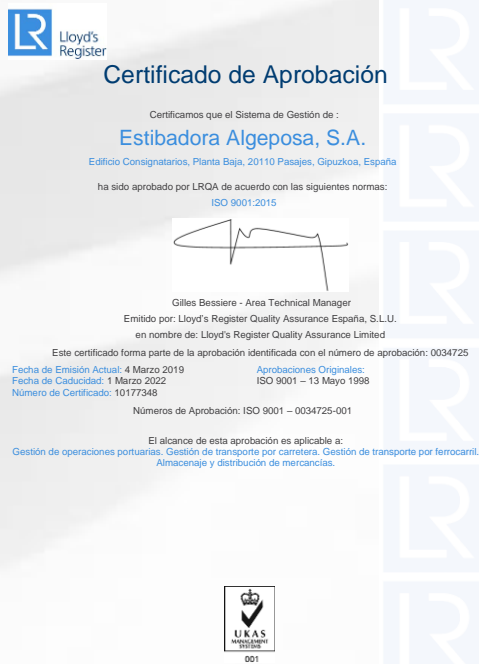 LR
Lloyd's
Register
Certificado de Aprobación
Certificamos que el Sistema de Gestión de :
Estibadora Algeposa, S.A.
Edificio Consignatarios, Planta Baja, 20110 Pasajes, Gipuzkoa, España
ha sido aprobado por LRQA de acuerdo con las siguientes normas:
ISO 9001:2015
Gilles Bessiere - Area Technical Manager
Emitido por: Lloyd's Register Quality Assurance España, S.L.U.
en nombre de: Lloyd's Register Quality Assurance Limited
Este certificado forma parte de la aprobación identificada con el número de aprobación: 0034725
Fecha de Emisión Actual: 4 Marzo 2019
Fecha de Caducidad: 1 Marzo 2022
Número de Certificado: 10177348
Aprobaciones Originales:
ISO 9001 – 13 Mayo 1998
Números de Aprobación: ISO 9001 – 0034725-001
El alcance de esta aprobación es aplicable a:
Gestión de operaciones portuarias. Gestión de transporte por carretera. Gestión de transporte por ferrocarril.
Almacenaje y distribución de mercancías.
UKAS
MANAGEMENT
SYSTEMS
001